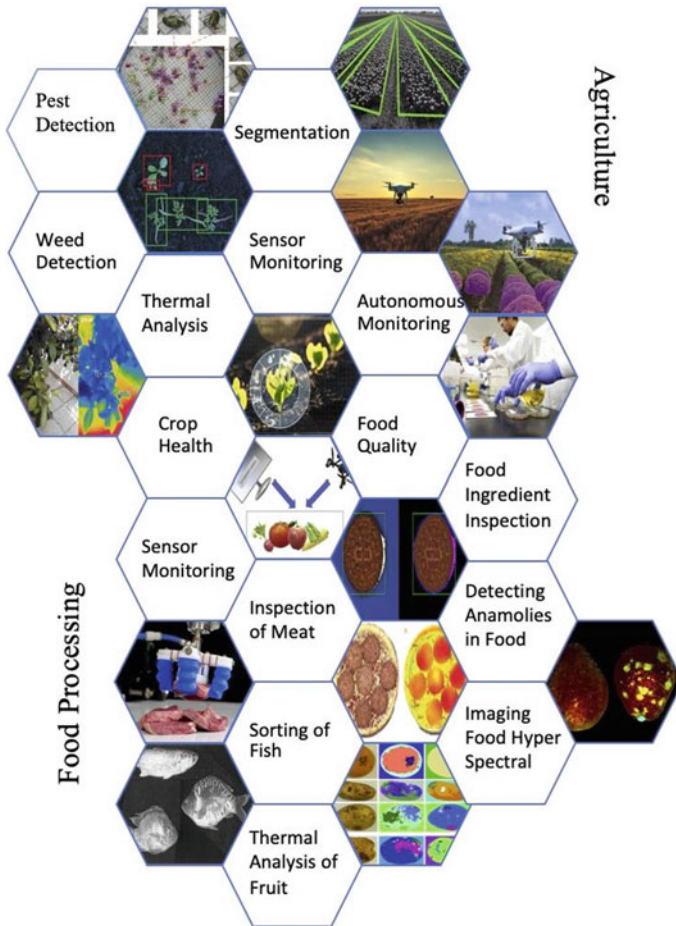 Pest
Detection
Segmentation
Agriculture
Weed
Detection
Sensor
Monitoring
Thermal
Analysis
Autonomous
Monitoring
Crop
Health
Food
Quality
Food
Ingredient
Inspection
Sensor
Monitoring
Inspection
of Meat
Detecting
Anamolies
in Food
Food Processing
Sorting of
Fish
Imaging
Food Hyper
Spectral
Thermal
Analysis of
Fruit